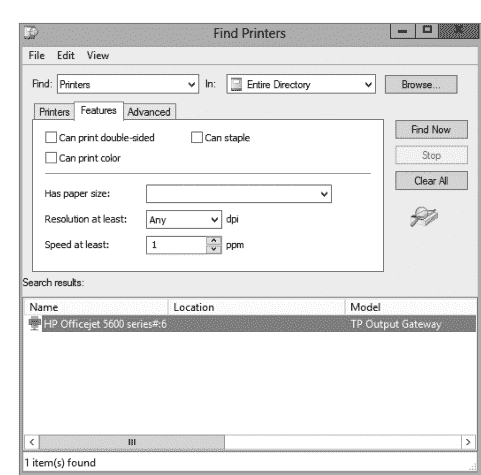 Find Printers
File Edit View
Find: Printers In: Entire Directory Browse...
Printers Features Advanced
Can print double-sided Can staple
Can print color
Has paper size:
Resolution at least: Any dpi
Speed at least: 1 ppm
Find Now
Stop
Clear All
Search results:
Name Location Model
HP Officejet 5600 series#:6 TP Output Gateway
1 item(s) found